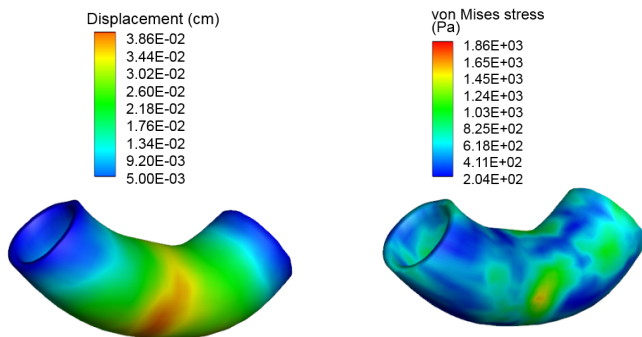 Displacement (cm)
3.86E-02
3.44E-02
3.02E-02
2.60E-02
2.18E-02
1.76E-02
1.34E-02
9.20E-03
5.00E-03
von Mises stress
(Pa)
1.86E+03
1.65E+03
1.45E+03
1.24E+03
1.03E+03
8.25E+02
6.18E+02
4.11E+02
2.04E+02